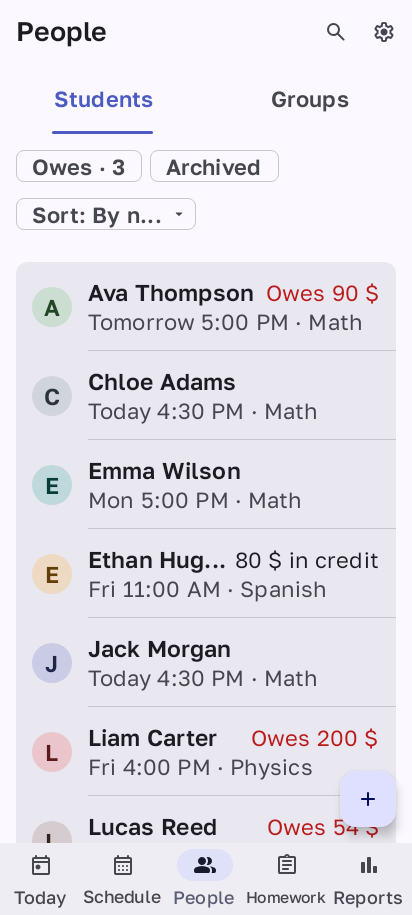 People
Students Groups
Owes · 3 Archived
Sort: By n...
A Ava Thompson Owes 90 $
Tomorrow 5:00 PM · Math
C Chloe Adams
Today 4:30 PM · Math
E Emma Wilson
Mon 5:00 PM · Math
E Ethan Hug... 80 $ in credit
Fri 11:00 AM · Spanish
J Jack Morgan
Today 4:30 PM · Math
L Liam Carter Owes 200 $
Fri 4:00 PM · Physics
L Lucas Reed Owes 54 $
Today Schedule People Homework Reports